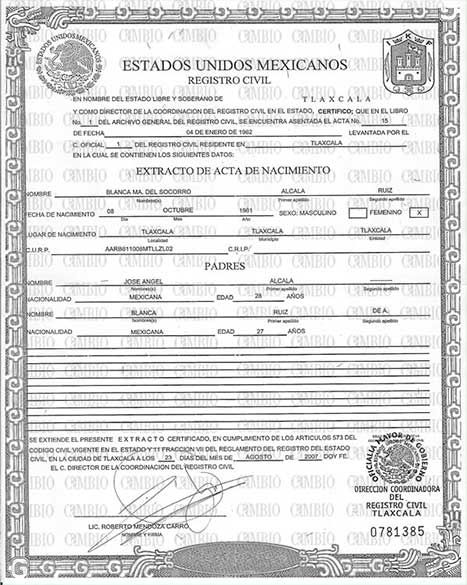 ESTADOS UNIDOS MEXICANOS
I K F
ESTADOS UNIDOS MEXICANOS
REGISTRO CIVIL
EN NOMBRE DEL ESTADO LIBRE Y SOBERANO DE TLAXCALA
Y COMO DIRECTOR DE LA COORDINACION DEL REGISTRO CIVIL EN EL ESTADO, CERTIFICO; QUE EN EL LIBRO
No. 1 DEL ARCHIVO GENERAL DEL REGISTRO CIVIL, SE ENCUENTRA ASENTADA EL ACTA No. 15
DE FECHA 04 DE ENERO DE 1962 LEVANTADA POR EL
C. OFICIAL 1 DEL REGISTRO CIVIL RESIDENTE EN TLAXCALA
EN LA CUAL SE CONTIENEN LOS SIGUIENTES DATOS:
EXTRACTO DE ACTA DE NACIMIENTO
NOMBRE BLANCA MA. DEL SOCORRO ALCALA RUIZ
Nombre(s) Primer apellido Segundo apellido
FECHA DE NACIMIENTO 08 OCTUBRE 1961 SEXO: MASCULINO FEMENINO X
Día Mes Año
LUGAR DE NACIMIENTO TLAXCALA TLAXCALA TLAXCALA
Localidad Municipio Entidad
C.U.R.P. AARB611008MTLLZL02 C.R.I.P.
PADRES
NOMBRE JOSE ANGEL ALCALA
Nombre(s) Primer apellido Segundo apellido
NACIONALIDAD MEXICANA EDAD 28 AÑOS
NOMBRE BLANCA RUIZ DE A.
Nombre(s) Primer apellido Segundo apellido
NACIONALIDAD MEXICANA EDAD 27 AÑOS
SE EXTIENDE EL PRESENTE EXTRACTO CERTIFICADO, EN CUMPLIMIENTO DE LOS ARTICULOS 573 DEL
CODIGO CIVIL VIGENTE EN EL ESTADO Y 11 FRACCION VII DEL REGLAMENTO DEL REGISTRO DEL ESTADO
CIVIL, EN LA CIUDAD DE TLAXCALA A LOS 23 DIAS DEL MES DE AGOSTO DE 2007 DOY FE.
EL C. DIRECTOR DE LA COORDINACION DEL REGISTRO CIVIL
LIC. ROBERTO MENDOZA CARRO
NOMBRE Y FIRMA
OFICIALIA MAYOR DE GOBIERNO
DIRECCION COORDINADORA
DEL
REGISTRO CIVIL
TLAXCALA
0781385
CAMBIO